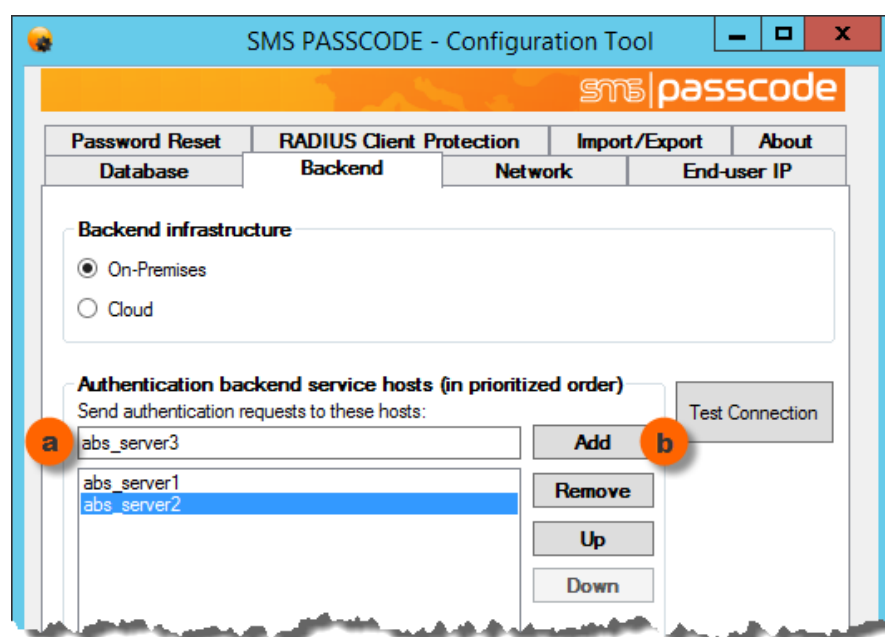 SMS PASSCODE - Configuration Tool
sms passcode
Password Reset RADIUS Client Protection Import/Export About
Database Backend Network End-user IP
Backend infrastructure
On-Premises
Cloud
Authentication backend service hosts (in prioritized order)
Send authentication requests to these hosts:
Test Connection
a abs_server3 Add b
abs_server1
abs_server2
Remove
Up
Down